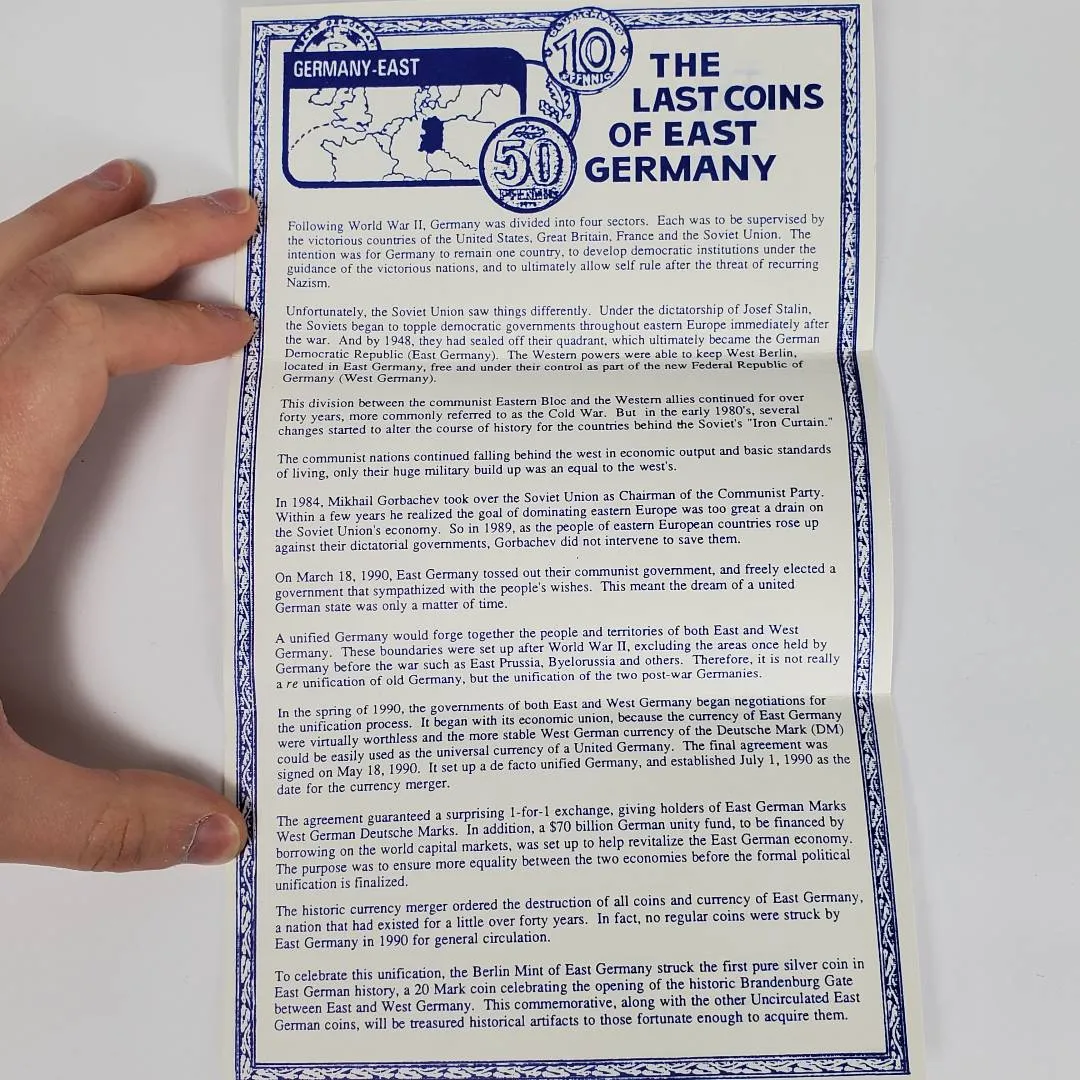 GERMANY-EAST
10
PFENNIG
50
THE
LAST COINS
OF EAST
GERMANY
Following World War II, Germany was divided into four sectors. Each was to be supervised by
the victorious countries of the United States, Great Britain, France and the Soviet Union. The
intention was for Germany to remain one country, to develop democratic institutions under the
guidance of the victorious nations, and to ultimately allow self rule after the threat of recurring
Nazism.
Unfortunately, the Soviet Union saw things differently. Under the dictatorship of Josef Stalin,
the Soviets began to topple democratic governments throughout eastern Europe immediately after
the war. And by 1948, they had sealed off their quadrant, which ultimately became the German
Democratic Republic (East Germany). The Western powers were able to keep West Berlin,
located in East Germany, free and under their control as part of the new Federal Republic of
Germany (West Germany).
This division between the communist Eastern Bloc and the Western allies continued for over
forty years, more commonly referred to as the Cold War. But in the early 1980's, several
changes started to alter the course of history for the countries behind the Soviet's "Iron Curtain."
The communist nations continued falling behind the west in economic output and basic standards
of living, only their huge military build up was an equal to the west's.
In 1984, Mikhail Gorbachev took over the Soviet Union as Chairman of the Communist Party.
Within a few years he realized the goal of dominating eastern Europe was too great a drain on
the Soviet Union's economy. So in 1989, as the people of eastern European countries rose up
against their dictatorial governments, Gorbachev did not intervene to save them.
On March 18, 1990, East Germany tossed out their communist government, and freely elected a
government that sympathized with the people's wishes. This meant the dream of a united
German state was only a matter of time.
A unified Germany would forge together the people and territories of both East and West
Germany. These boundaries were set up after World War II, excluding the areas once held by
Germany before the war such as East Prussia, Byelorussia and others. Therefore, it is not really
a re unification of old Germany, but the unification of the two post-war Germanies.
In the spring of 1990, the governments of both East and West Germany began negotiations for
the unification process. It began with its economic union, because the currency of East Germany
were virtually worthless and the more stable West German currency of the Deutsche Mark (DM)
could be easily used as the universal currency of a United Germany. The final agreement was
signed on May 18, 1990. It set up a de facto unified Germany, and established July 1, 1990 as the
date for the currency merger.
The agreement guaranteed a surprising 1-for-1 exchange, giving holders of East German Marks
West German Deutsche Marks. In addition, a $70 billion German unity fund, to be financed by
borrowing on the world capital markets, was set up to help revitalize the East German economy.
The purpose was to ensure more equality between the two economies before the formal political
unification is finalized.
The historic currency merger ordered the destruction of all coins and currency of East Germany,
a nation that had existed for a little over forty years. In fact, no regular coins were struck by
East Germany in 1990 for general circulation.
To celebrate this unification, the Berlin Mint of East Germany struck the first pure silver coin in
East German history, a 20 Mark coin celebrating the opening of the historic Brandenburg Gate
between East and West Germany. This commemorative, along with the other Uncirculated East
German coins, will be treasured historical artifacts to those fortunate enough to acquire them.